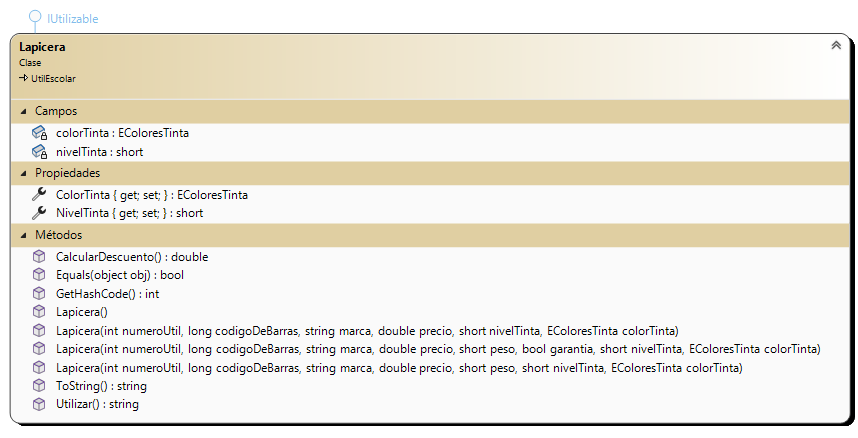 IUtilizable
Lapicera
Clase
UtilEscolar
Campos
colorTinta : EColoresTinta
nivelTinta : short
Propiedades
ColorTinta { get; set; } : EColoresTinta
NivelTinta { get; set; } : short
Métodos
CalcularDescuento() : double
Equals(object obj) : bool
GetHashCode() : int
Lapicera()
Lapicera(int numeroUtil, long codigoDeBarras, string marca, double precio, short nivelTinta, EColoresTinta colorTinta)
Lapicera(int numeroUtil, long codigoDeBarras, string marca, double precio, short peso, bool garantia, short nivelTinta, EColoresTinta colorTinta)
Lapicera(int numeroUtil, long codigoDeBarras, string marca, double precio, short peso, short nivelTinta, EColoresTinta colorTinta)
ToString() : string
Utilizar() : string